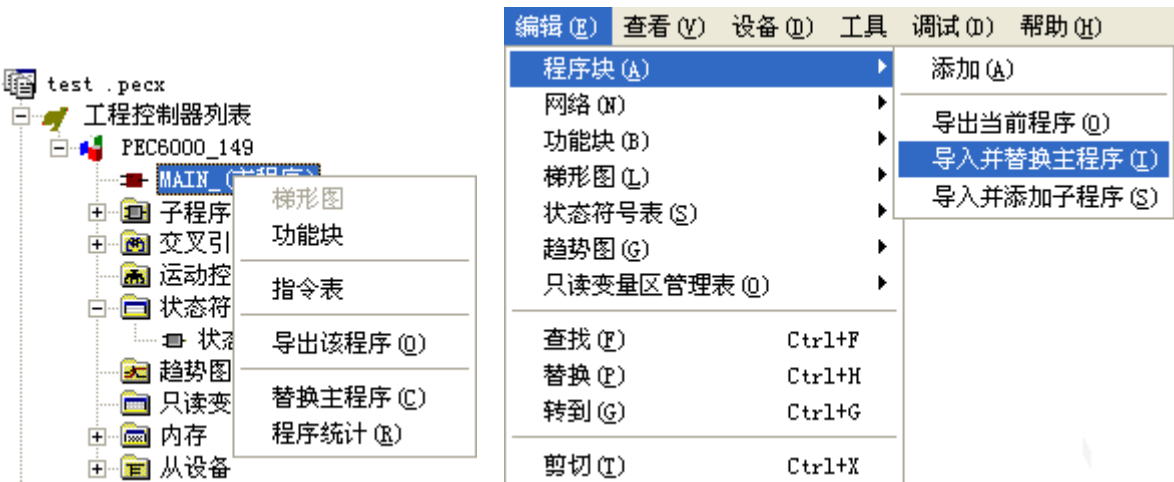 test .pecx
工程控制器列表
PEC6000_149
MAIN_(主程序)
子程序
交叉引
运动控
状态符
状态
趋势图
只读变
内存
从设备
梯形图
功能块
指令表
导出该程序(O)
替换主程序(C)
程序统计(R)
编辑(E) 查看(V) 设备(D) 工具 调试(D) 帮助(H)
程序块(A)
网络(N)
功能块(B)
梯形图(L)
状态符号表(S)
趋势图(G)
只读变量区管理表(O)
查找(F) Ctrl+F
替换(P) Ctrl+H
转到(G) Ctrl+G
剪切(T) Ctrl+X
添加(A)
导出当前程序(O)
导入并替换主程序(I)
导入并添加子程序(S)